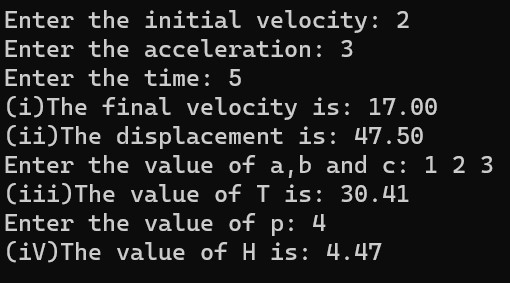 Enter the initial velocity: 2
Enter the acceleration: 3
Enter the time: 5
(i)The final velocity is: 17.00
(ii)The displacement is: 47.50
Enter the value of a,b and c: 1 2 3
(iii)The value of T is: 30.41
Enter the value of p: 4
(iV)The value of H is: 4.47